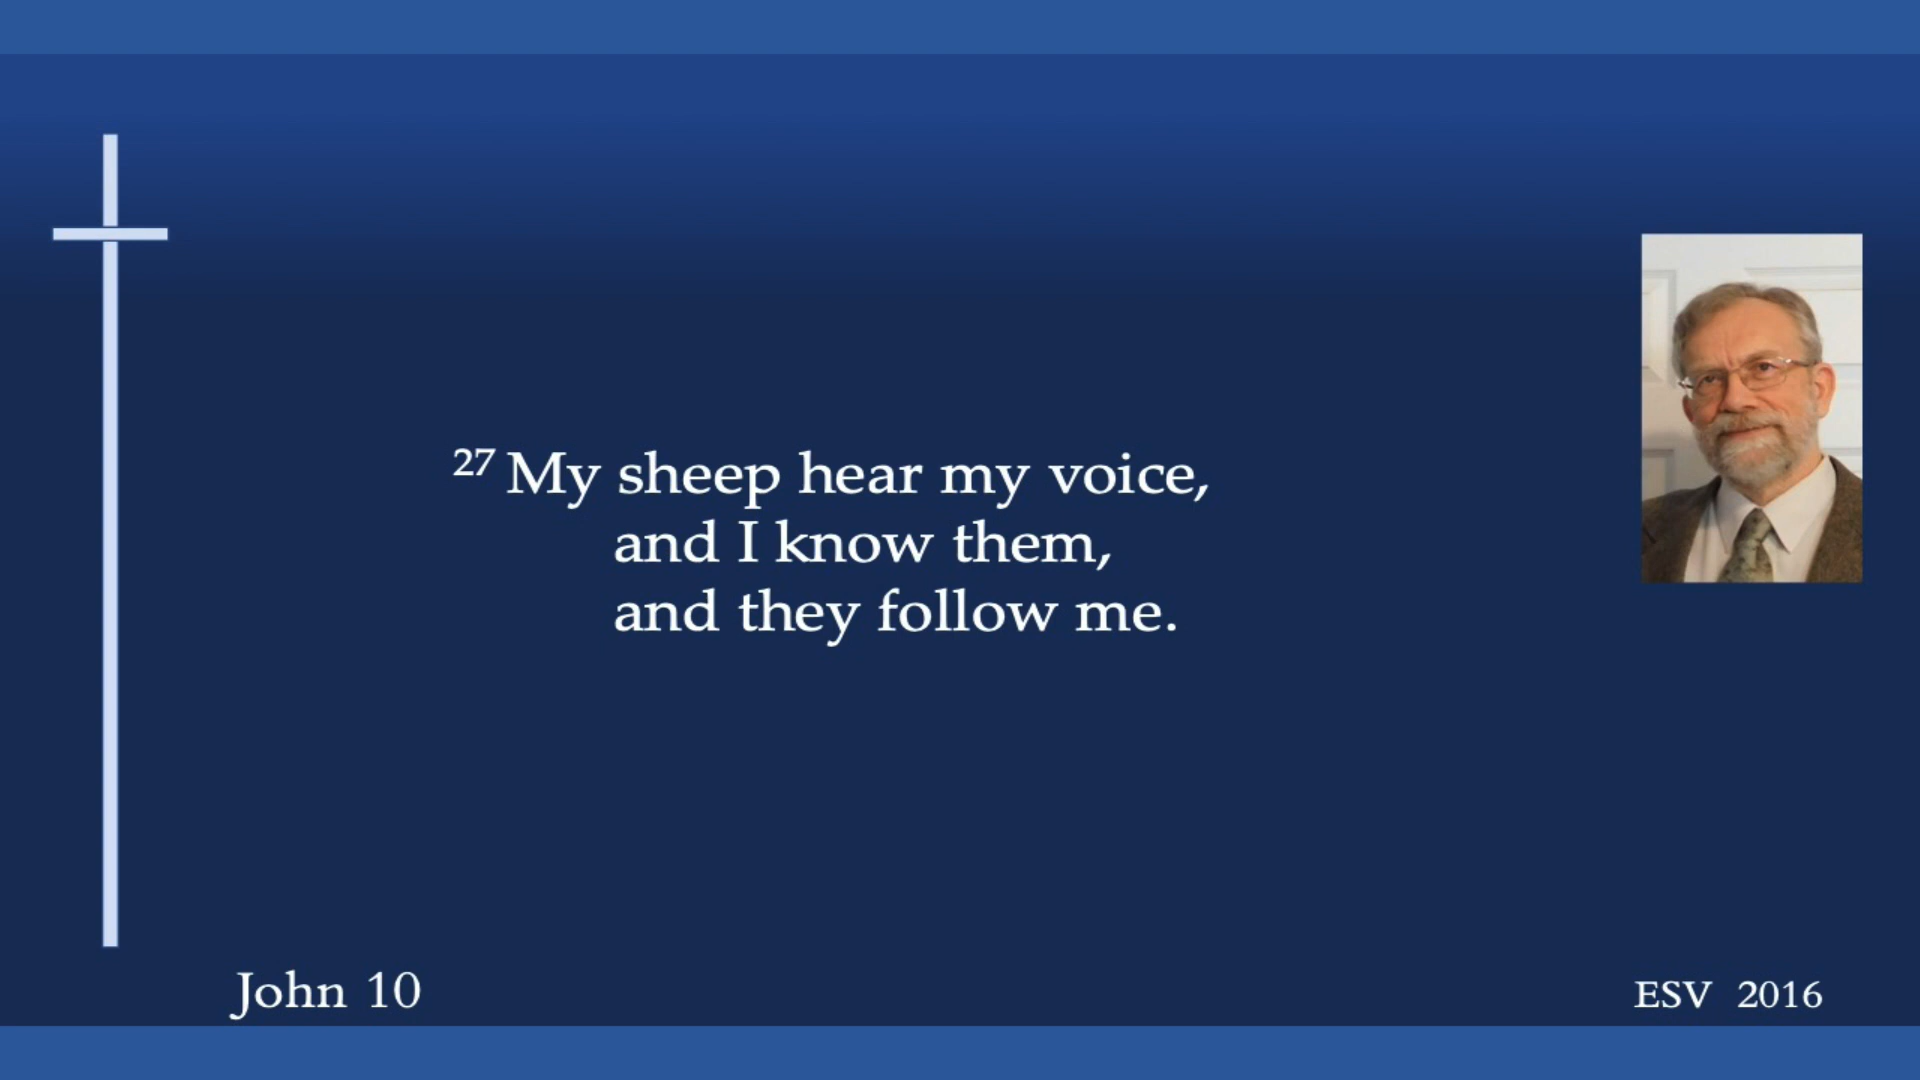 27 My sheep hear my voice,
and I know them,
and they follow me.
John 10
ESV 2016